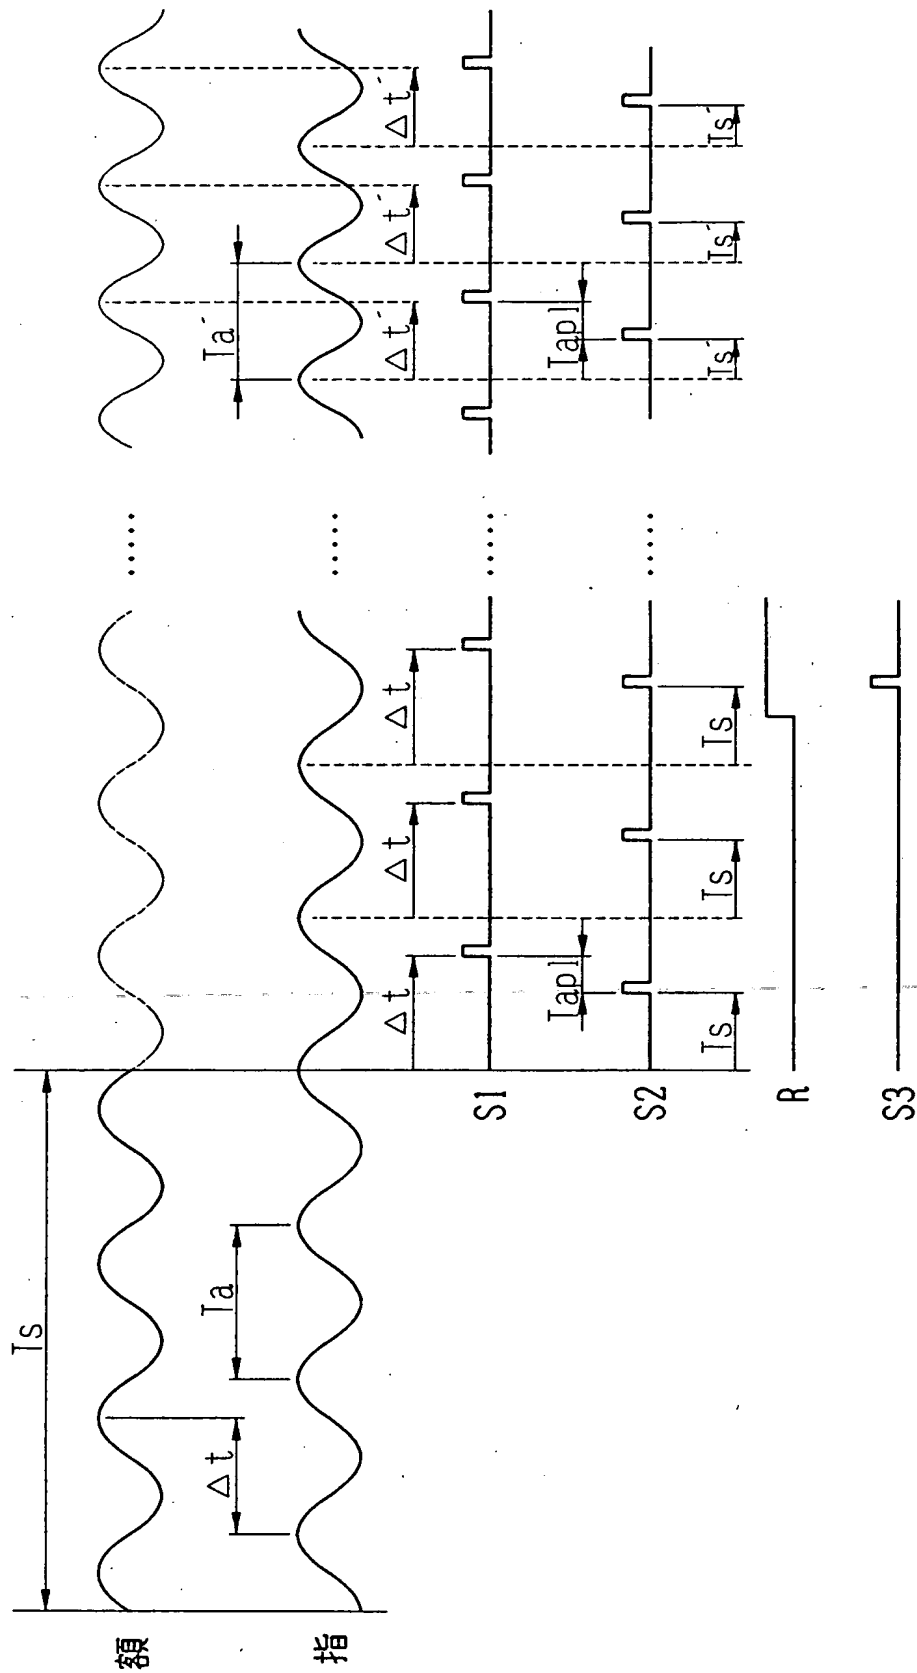 Ts
額
Δt Ta Ta´
指
Δt Δt Δt Δt´ Δt´ Δt´
S1
Tapl Tapl
S2
Ts Ts Ts Ts´ Ts´ Ts´
R
S3